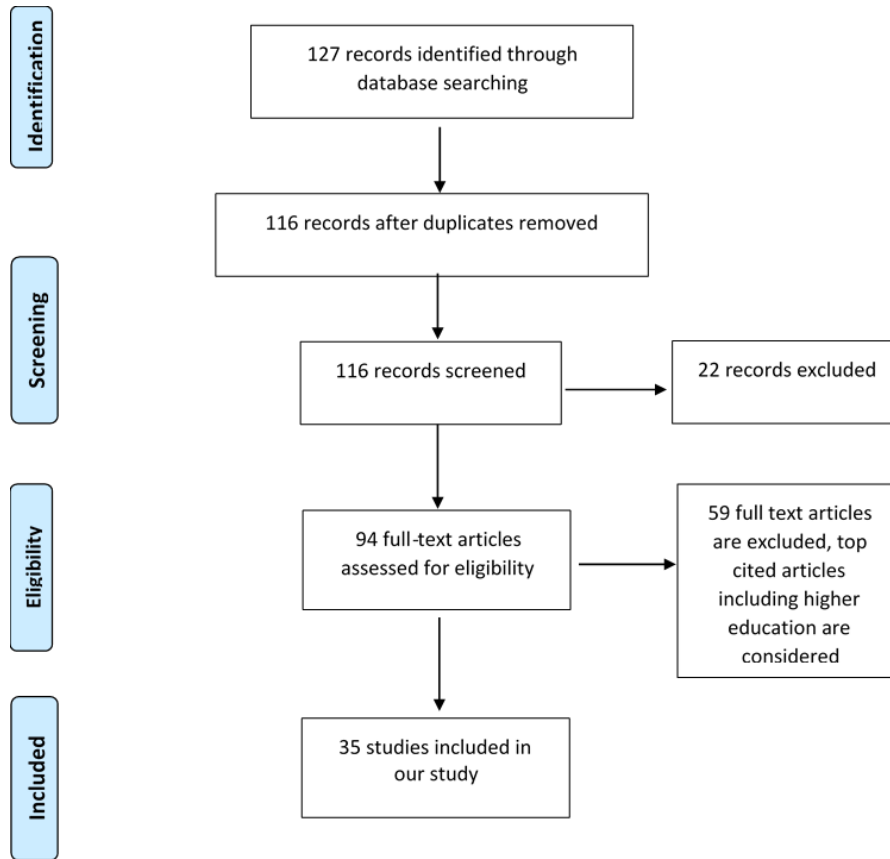 Identification
127 records identified through
database searching
116 records after duplicates removed
Screening
116 records screened
22 records excluded
Eligibility
94 full-text articles
assessed for eligibility
59 full text articles
are excluded, top
cited articles
including higher
education are
considered
Included
35 studies included in
our study